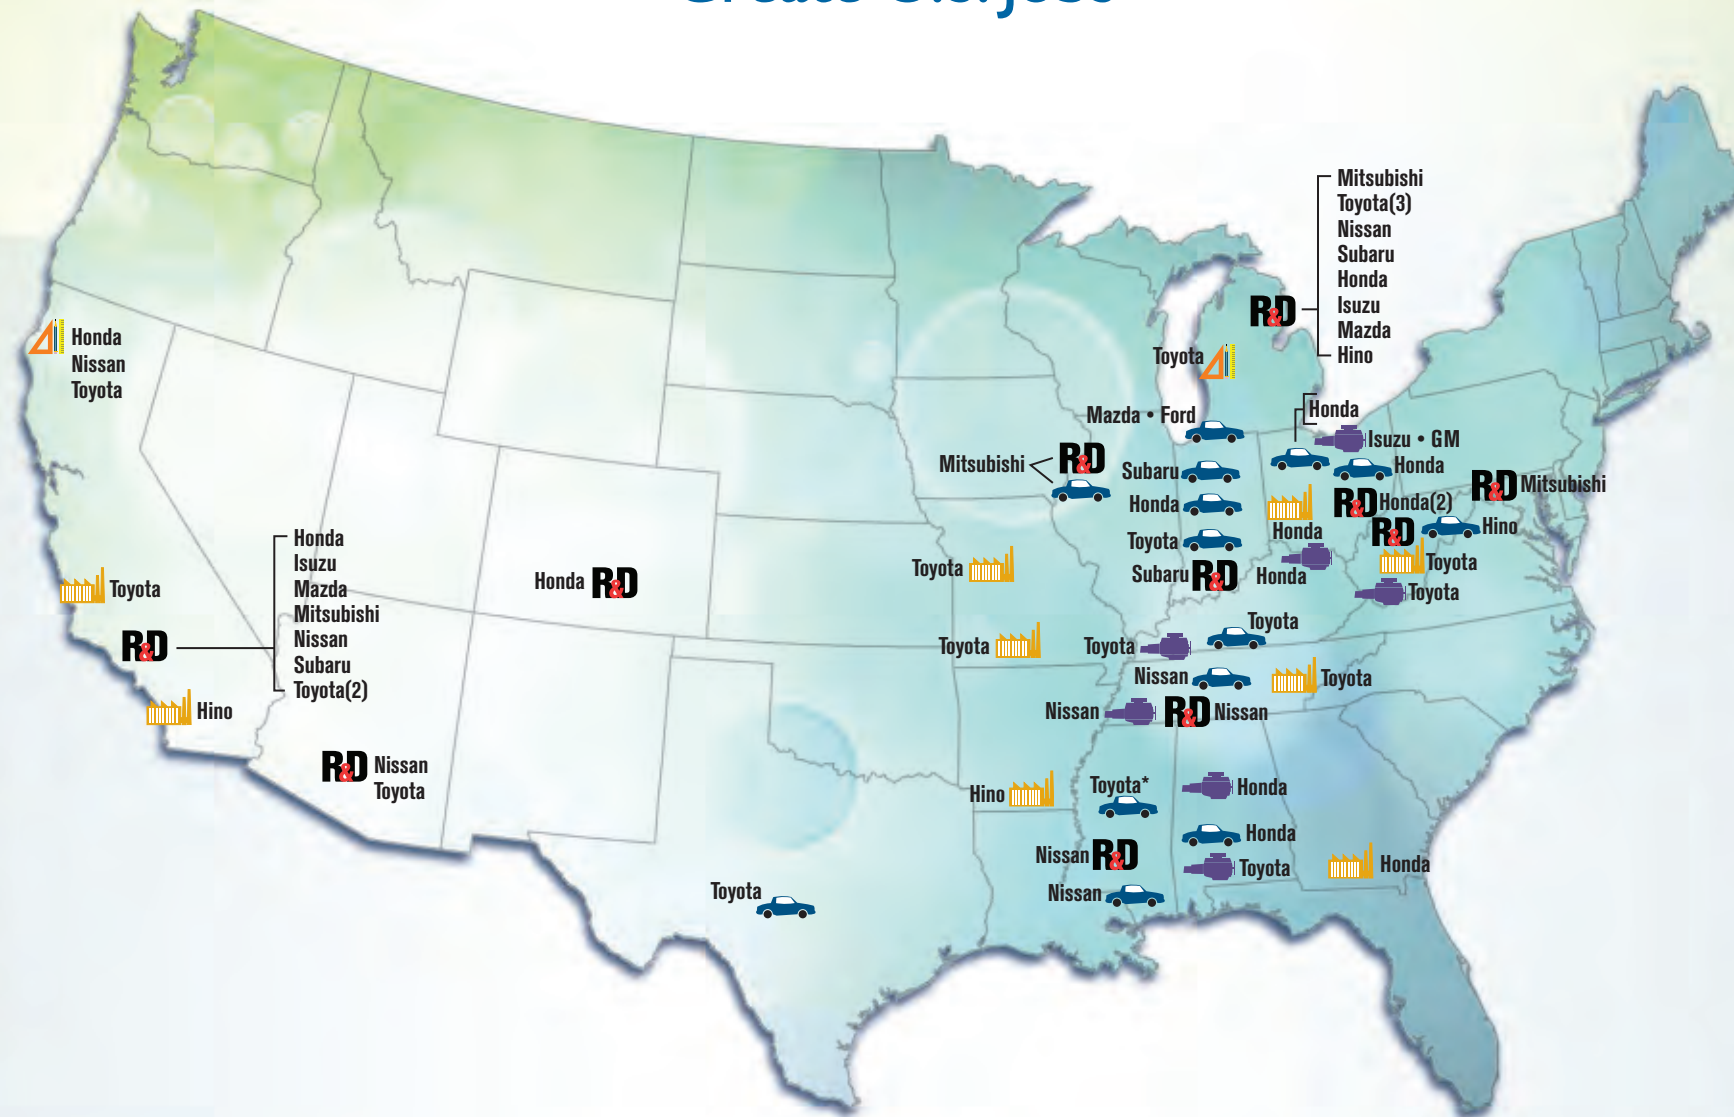 Create U.S. Jobs
Mitsubishi
Toyota(3)
Nissan
Subaru
Honda
Isuzu
Mazda
Hino
R&D
Honda
Nissan
Toyota
Toyota
Mazda • Ford
Honda
Isuzu • GM
Honda
Mitsubishi
R&D
Subaru
Honda
R&D
Honda(2)
R&D
Mitsubishi
R&D
Hino
Honda
Toyota
Toyota
Subaru
R&D
Honda
Toyota
Toyota
Honda
R&D
Toyota
R&D
Honda
Isuzu
Mazda
Mitsubishi
Nissan
Subaru
Toyota(2)
Toyota
Toyota
Toyota
Nissan
Toyota
Hino
Nissan
R&D
Nissan
R&D
Nissan
Toyota
Hino
Toyota*
Honda
Honda
Nissan
R&D
Toyota
Honda
Toyota
Nissan